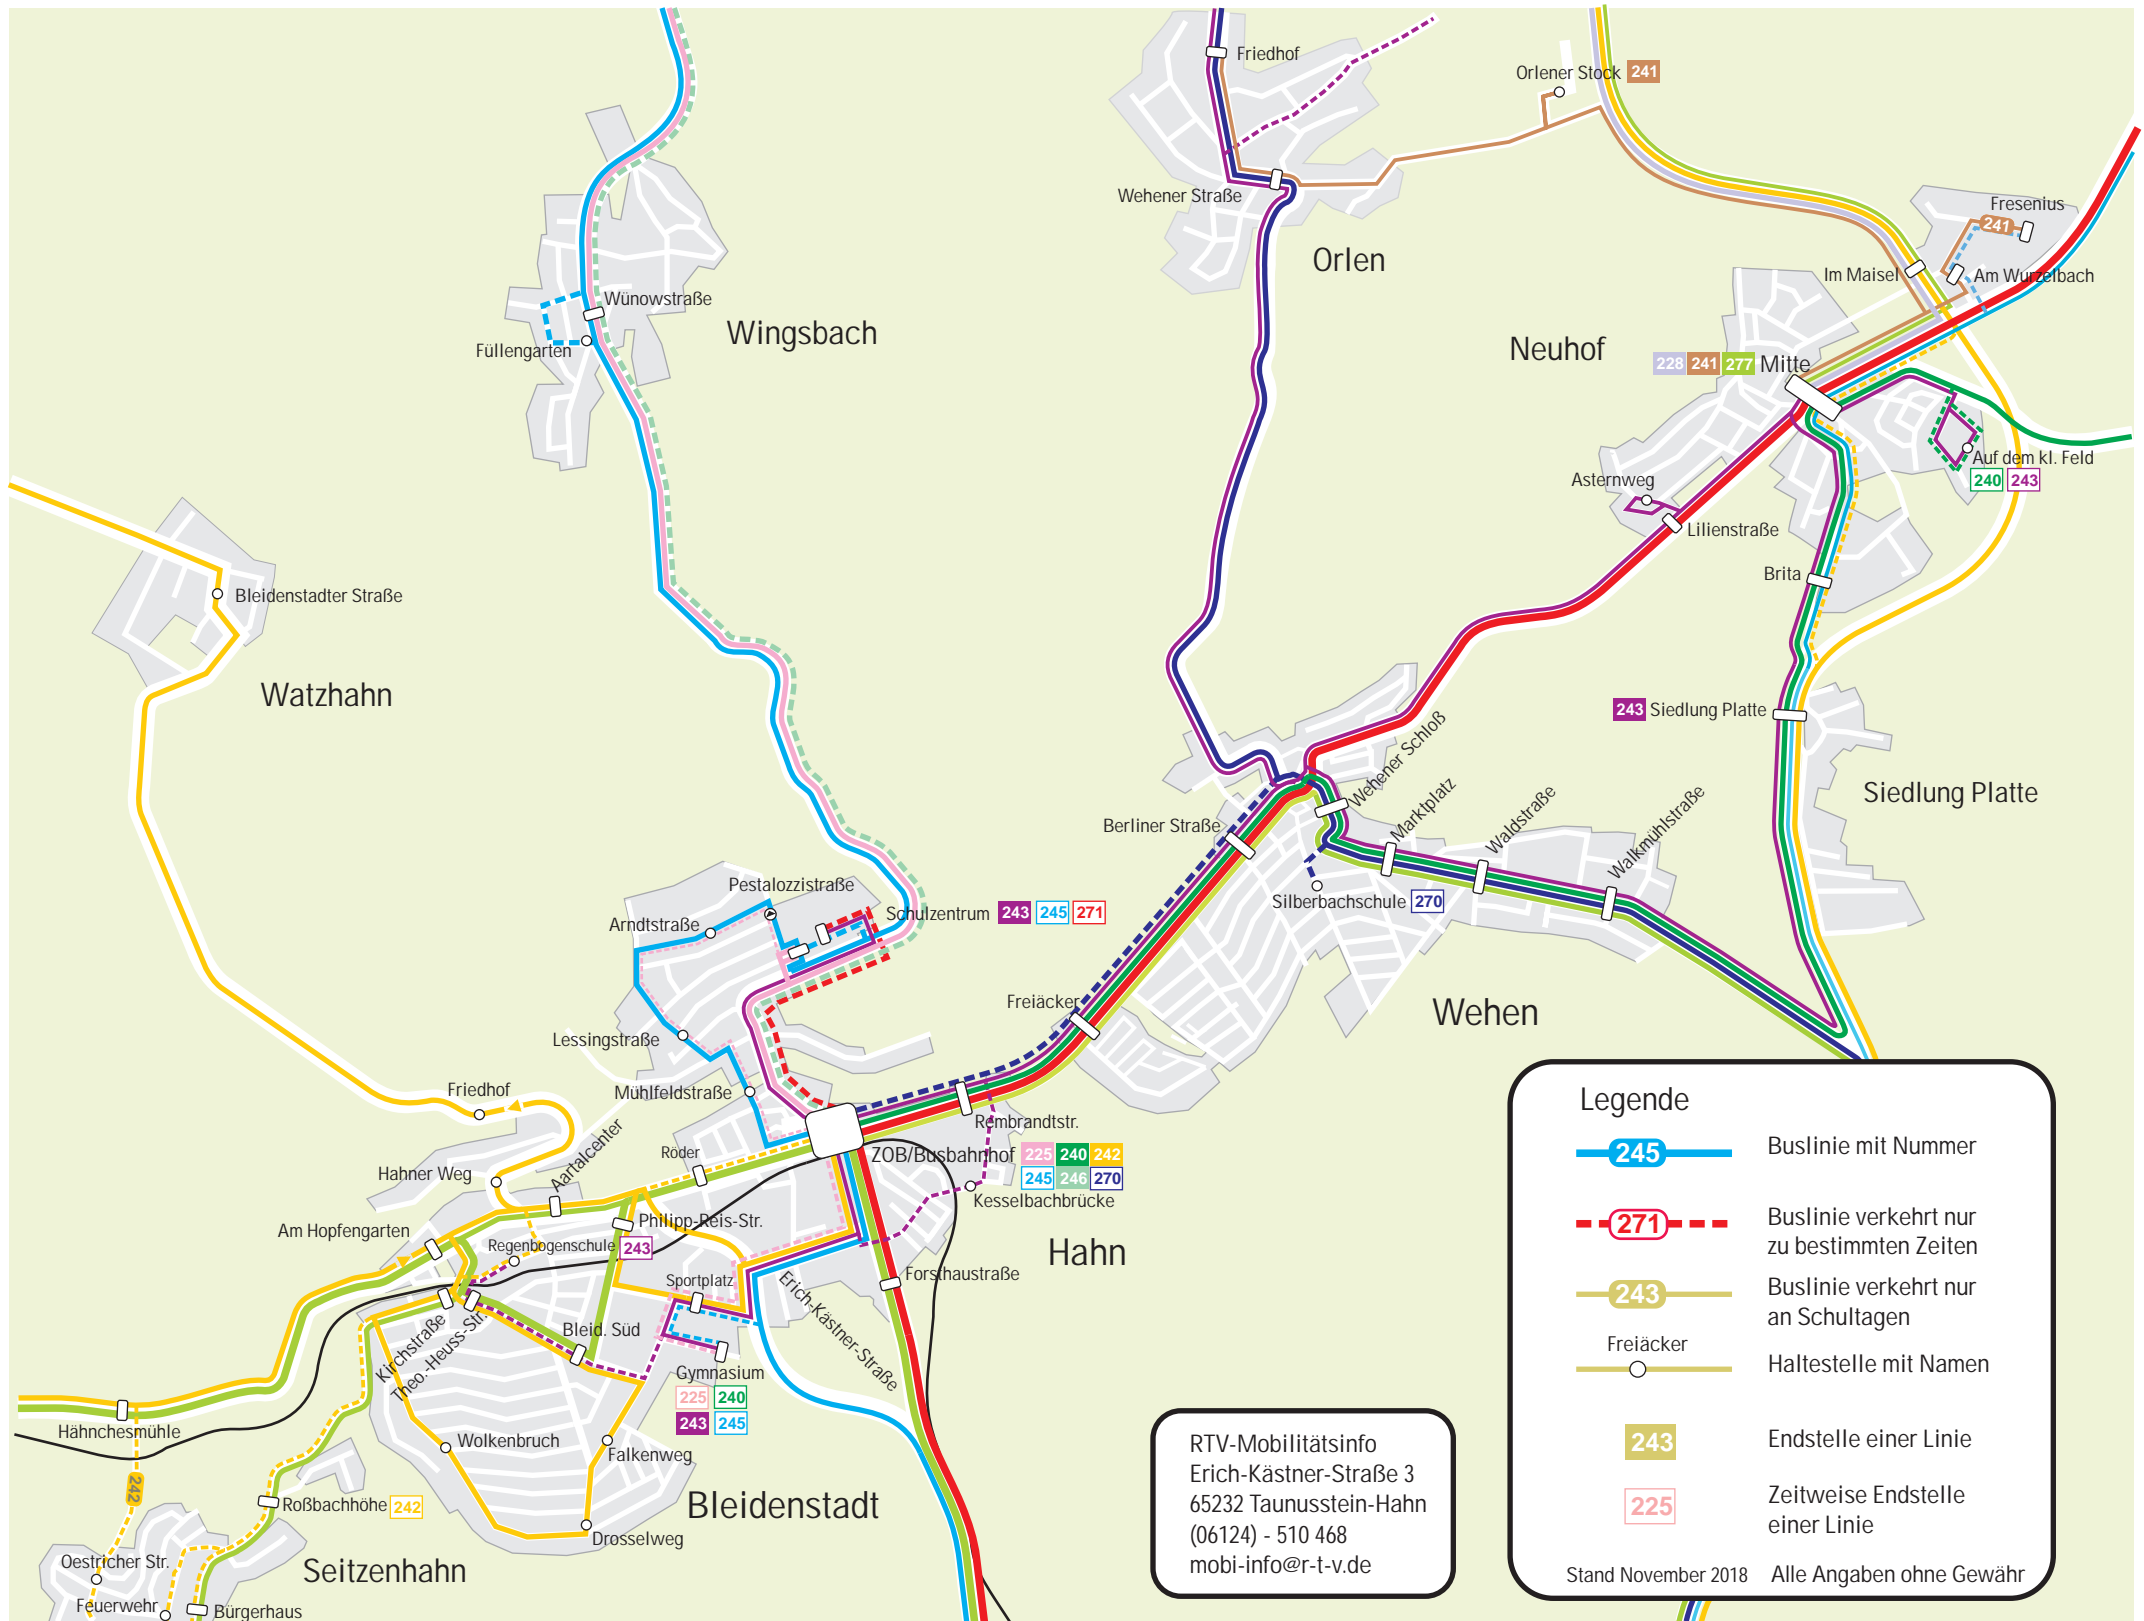 Friedhof
Orlener Stock 241
Wehener Straße
Orlen
Fresenius
241
Im Maisel
Am Wurzelbach
Wünowstraße
Wingsbach
Füllengarten
Neuhof
228 241 277 Mitte
Auf dem kl. Feld
240 243
Asternweg
Lilienstraße
Brita
Bleidenstadter Straße
Watzhahn
243 Siedlung Platte
Siedlung Platte
Wehener Schloß
Marktplatz
Waldstraße
Walkmühlstraße
Berliner Straße
Silberbachschule 270
Pestalozzistraße
Schulzentrum 243 245 271
Arndtstraße
Freiäcker
Wehen
Lessingstraße
Mühlfeldstraße
Friedhof
Rembrandtstr.
Aartalcenter
Röder
ZOB/Busbahnhof 225 240 242
245 246 270
Hahner Weg
Kesselbachbrücke
Am Hopfengarten
Philipp-Reis-Str.
Regenbogenschule 243
Hahn
Sportplatz
Forsthaustraße
Erich-Kästner-Straße
Kirchstraße
Theo.-Heuss-Str.
Bleid. Süd
Gymnasium
225 240
243 245
Hähnchesmühle
242
Wolkenbruch
Falkenweg
Roßbachhöhe 242
Bleidenstadt
Drosselweg
Oestricher Str.
Seitzenhahn
Feuerwehr
Bürgerhaus
RTV-Mobilitätsinfo
Erich-Kästner-Straße 3
65232 Taunusstein-Hahn
(06124) - 510 468
mobi-info@r-t-v.de
Legende
245 Buslinie mit Nummer
271 Buslinie verkehrt nur
zu bestimmten Zeiten
243 Buslinie verkehrt nur
an Schultagen
Freiäcker
Haltestelle mit Namen
243 Endstelle einer Linie
225 Zeitweise Endstelle
einer Linie
Stand November 2018 Alle Angaben ohne Gewähr